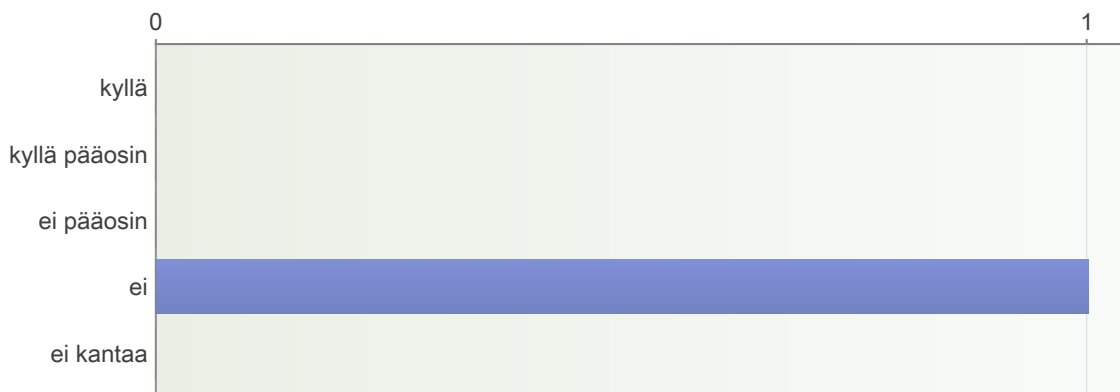 0 1
kyllä
kyllä pääosin
ei pääosin
ei
ei kantaa